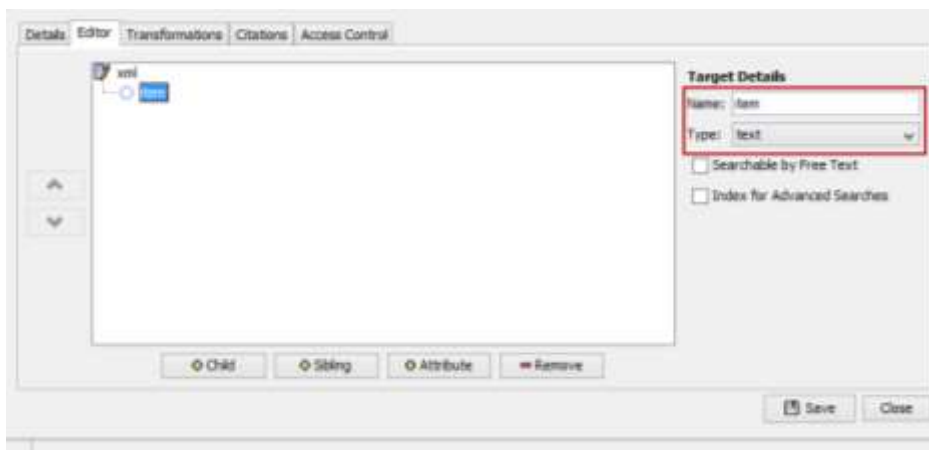 Details Editor Transformations Citations Access Control
xml
item
Target Details
Name: item
Type: text
Searchable by Free Text
Index for Advanced Searches
Child Sibling Attribute Remove
Save Close